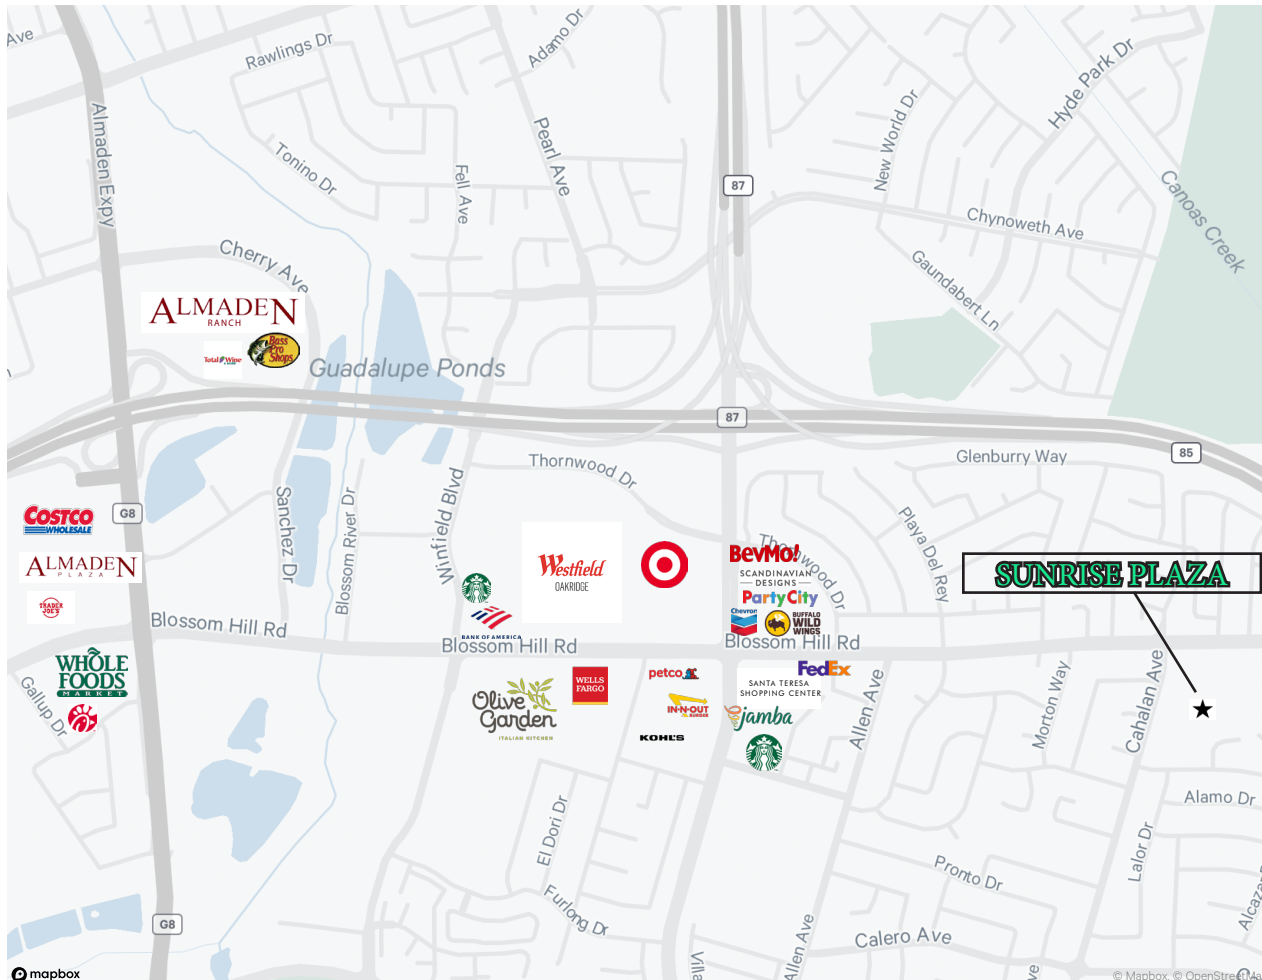 Ave
Rawlings Dr
Adamo Dr
Hyde Park Dr
Almaden Expy
Pearl Ave
New World Dr
Tonino Dr
Fell Ave
87
Canoas Creek
Chynoweth Ave
Cherry Ave
Gaundabert Ln
ALMADEN
RANCH
Total Wine
Bass
Pro
Shops
Guadalupe Ponds
87
85
Glenburry Way
Thornwood Dr
Winfield Blvd
Sanchez Dr
Blossom River Dr
Playa Del Rey
G8
COSTCO
WHOLESALE
ALMADEN
PLAZA
TRADER
JOE'S
Westfield
OAKRIDGE
BevMo!
Thornwood Dr
SCANDINAVIAN
DESIGNS
Party City
Chevron
BUFFALO
WILD
WINGS
SUNRISE PLAZA
BANK OF AMERICA
Blossom Hill Rd
Blossom Hill Rd
Blossom Hill Rd
WHOLE
FOODS
MARKET
Gallup Dr
Olive
Garden
ITALIAN KITCHEN
WELLS
FARGO
petco
IN-N-OUT
BURGER
KOHL'S
FedEx
SANTA TERESA
SHOPPING CENTER
jamba
Allen Ave
Morton Way
Cahalan Ave
Alamo Dr
El Dori Dr
Lalor Dr
Pronto Dr
Furlong Dr
Alcazar
G8
Calero Ave
Allen Ave
Villa
ve
mapbox
© Mapbox, © OpenStreetMa